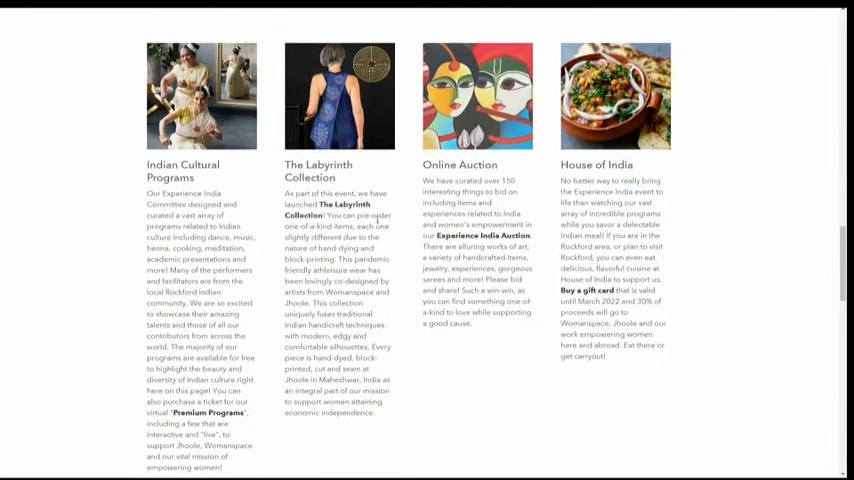 Indian Cultural
Programs
Our Experience India
Committee designed and
curated a vast array of
programs related to Indian
culture including dance, music,
henna, cooking, meditation,
academic presentations and
more! Many of the performers
and facilitators are from the
local Rockford Indian
community. We are so excited
to showcase their amazing
talents and those of all our
contributors from across the
world. The majority of our
programs are available for free
to highlight the beauty and
diversity of Indian culture right
here on this page! You can
also purchase a ticket for our
virtual "Premium Programs",
including a few that are
interactive and "live", to
support Jhoole, Womanspace
and our vital mission of
empowering women!
The Labyrinth
Collection
As part of this event, we have
launched The Labyrinth
Collection! You can pre-order
one-of-a-kind items, each one
slightly different due to the
nature of hand-dying and
block-printing. This pandemic
friendly athleisure wear has
been lovingly co-designed by
artists from Womanspace and
Jhoole. This collection
uniquely fuses traditional
Indian handicraft techniques
with modern, edgy and
comfortable silhouettes. Every
piece is hand-dyed, block-
printed, cut and sewn at
Jhoole in Maheshwar, India as
an integral part of our mission
to support women attaining
economic independence.
Online Auction
We have curated over 150
interesting things to bid on
including items and
experiences related to India
and women's empowerment in
our Experience India Auction.
There are alluring works of art,
a variety of handcrafted items,
jewelry, experiences, gorgeous
sarees and more! Please bid
and share! Such a win-win, as
you can find something one-of-
a-kind to love while supporting
a good cause.
House of India
No better way to really bring
the Experience India event to
life than watching our vast
array of incredible programs
while you savor a delectable
Indian meal! If you are in the
Rockford area, or plan to visit
Rockford, you can even eat
delicious, flavorful cuisine at
House of India to support us.
Buy a gift card that is valid
until March 2022 and 30% of
proceeds will go to
Womanspace, Jhoole and our
work empowering women
here and abroad. Eat there or
get carryout!